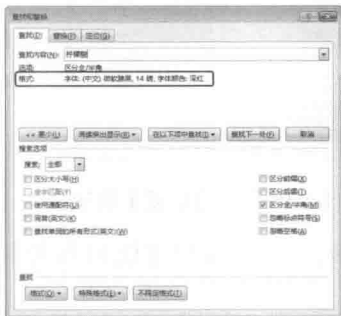 查找和替换
查找(D) 替换(P) 定位(G)
查找内容(N): 柠檬酸
选项: 区分全/半角
格式: 字体: (中文) 微软雅黑, 14 磅, 字体颜色: 深红
<< 更少(L) 阅读突出显示(R) 在以下项中查找(I) 查找下一处(F) 取消
搜索选项
搜索: 全部
区分大小写(H) 区分前缀(X)
全字匹配(Y) 区分后缀(T)
使用通配符(U) 区分全/半角(M)
同音(英文)(K) 忽略标点符号(S)
查找单词的所有形式(英文)(W) 忽略空格(A)
查找
格式(O) 特殊格式(E) 不限定格式(T)